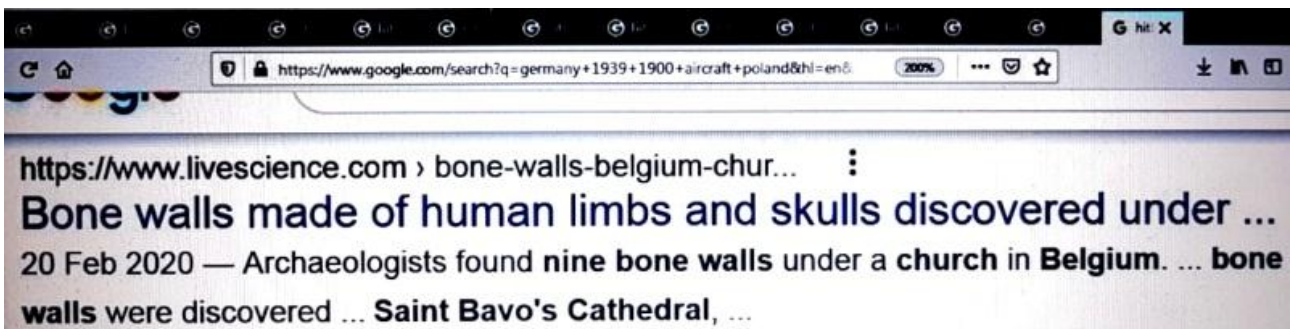 G hit
https://www.google.com/search?q=germany+1939+1900+aircraft+poland&hl=en&
200%
https://www.livescience.com › bone-walls-belgium-chur...
Bone walls made of human limbs and skulls discovered under ...
20 Feb 2020 — Archaeologists found nine bone walls under a church in Belgium. ... bone
walls were discovered ... Saint Bavo's Cathedral, ...